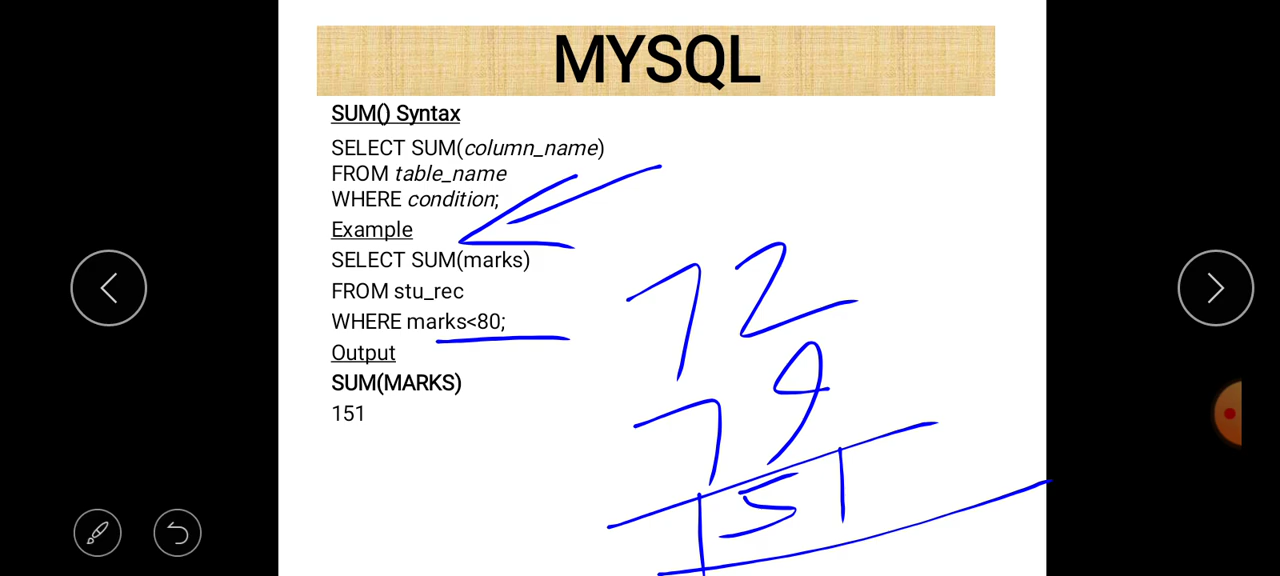 MYSQL
SUM() Syntax
SELECT SUM(column_name)
FROM table_name
WHERE condition;
Example
SELECT SUM(marks)
FROM stu_rec
WHERE marks<80;
Output
SUM(MARKS)
151
72
79
151